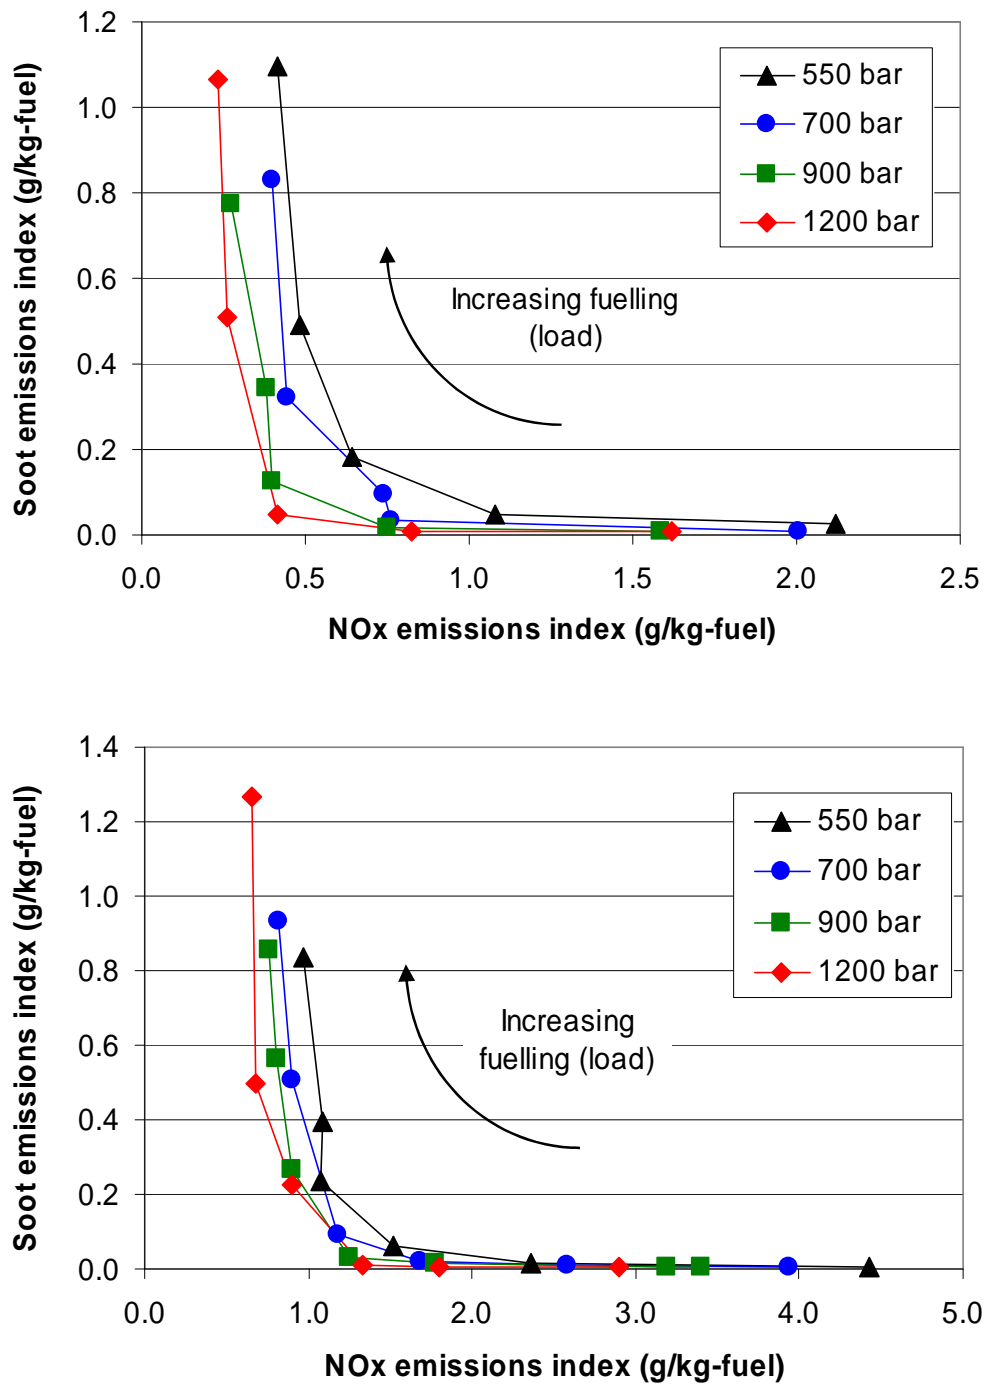 1.2
1.0
0.8
0.6
0.4
0.2
0.0
Soot emissions index (g/kg-fuel)
550 bar
700 bar
900 bar
1200 bar
Increasing fuelling
(load)
0.0 0.5 1.0 1.5 2.0 2.5
NOx emissions index (g/kg-fuel)
1.4
1.2
1.0
0.8
0.6
0.4
0.2
0.0
Soot emissions index (g/kg-fuel)
550 bar
700 bar
900 bar
1200 bar
Increasing
fuelling (load)
0.0 1.0 2.0 3.0 4.0 5.0
NOx emissions index (g/kg-fuel)